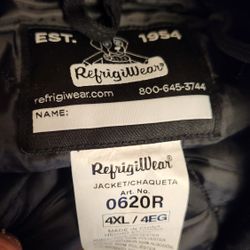 EST. 1954
RefrigiWear®
refrigiwear.com 800-645-3744
NAME:
RefrigiWear®
JACKET/CHAQUETA
Art. No.
0620R
4XL / 4EG